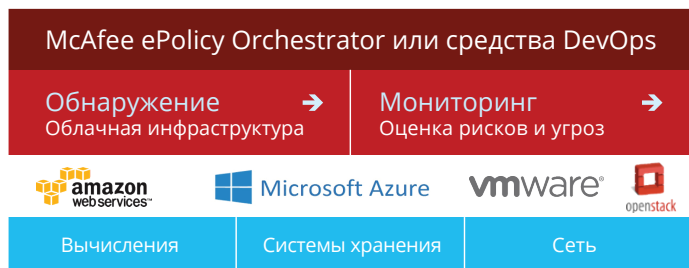 McAfee ePolicy Orchestrator или средства DevOps
Обнаружение
Облачная инфраструктура
Мониторинг
Оценка рисков и угроз
amazon
web services™
Microsoft Azure
vmware®
openstack
Вычисления
Системы хранения
Сеть